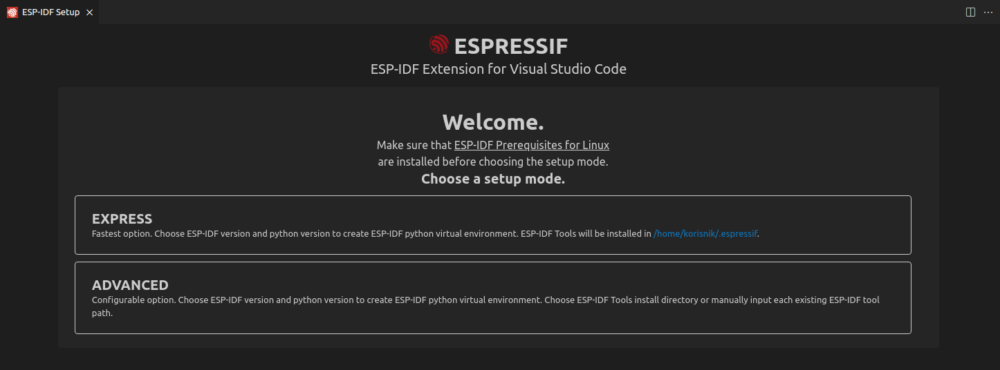 ESP-IDF Setup
ESPRESSIF
ESP-IDF Extension for Visual Studio Code
Welcome.
Make sure that ESP-IDF Prerequisites for Linux
are installed before choosing the setup mode.
Choose a setup mode.
EXPRESS
Fastest option. Choose ESP-IDF version and python version to create ESP-IDF python virtual environment. ESP-IDF Tools will be installed in /home/korisnik/.espressif.
ADVANCED
Configurable option. Choose ESP-IDF version and python version to create ESP-IDF python virtual environment. Choose ESP-IDF Tools install directory or manually input each existing ESP-IDF tool
path.